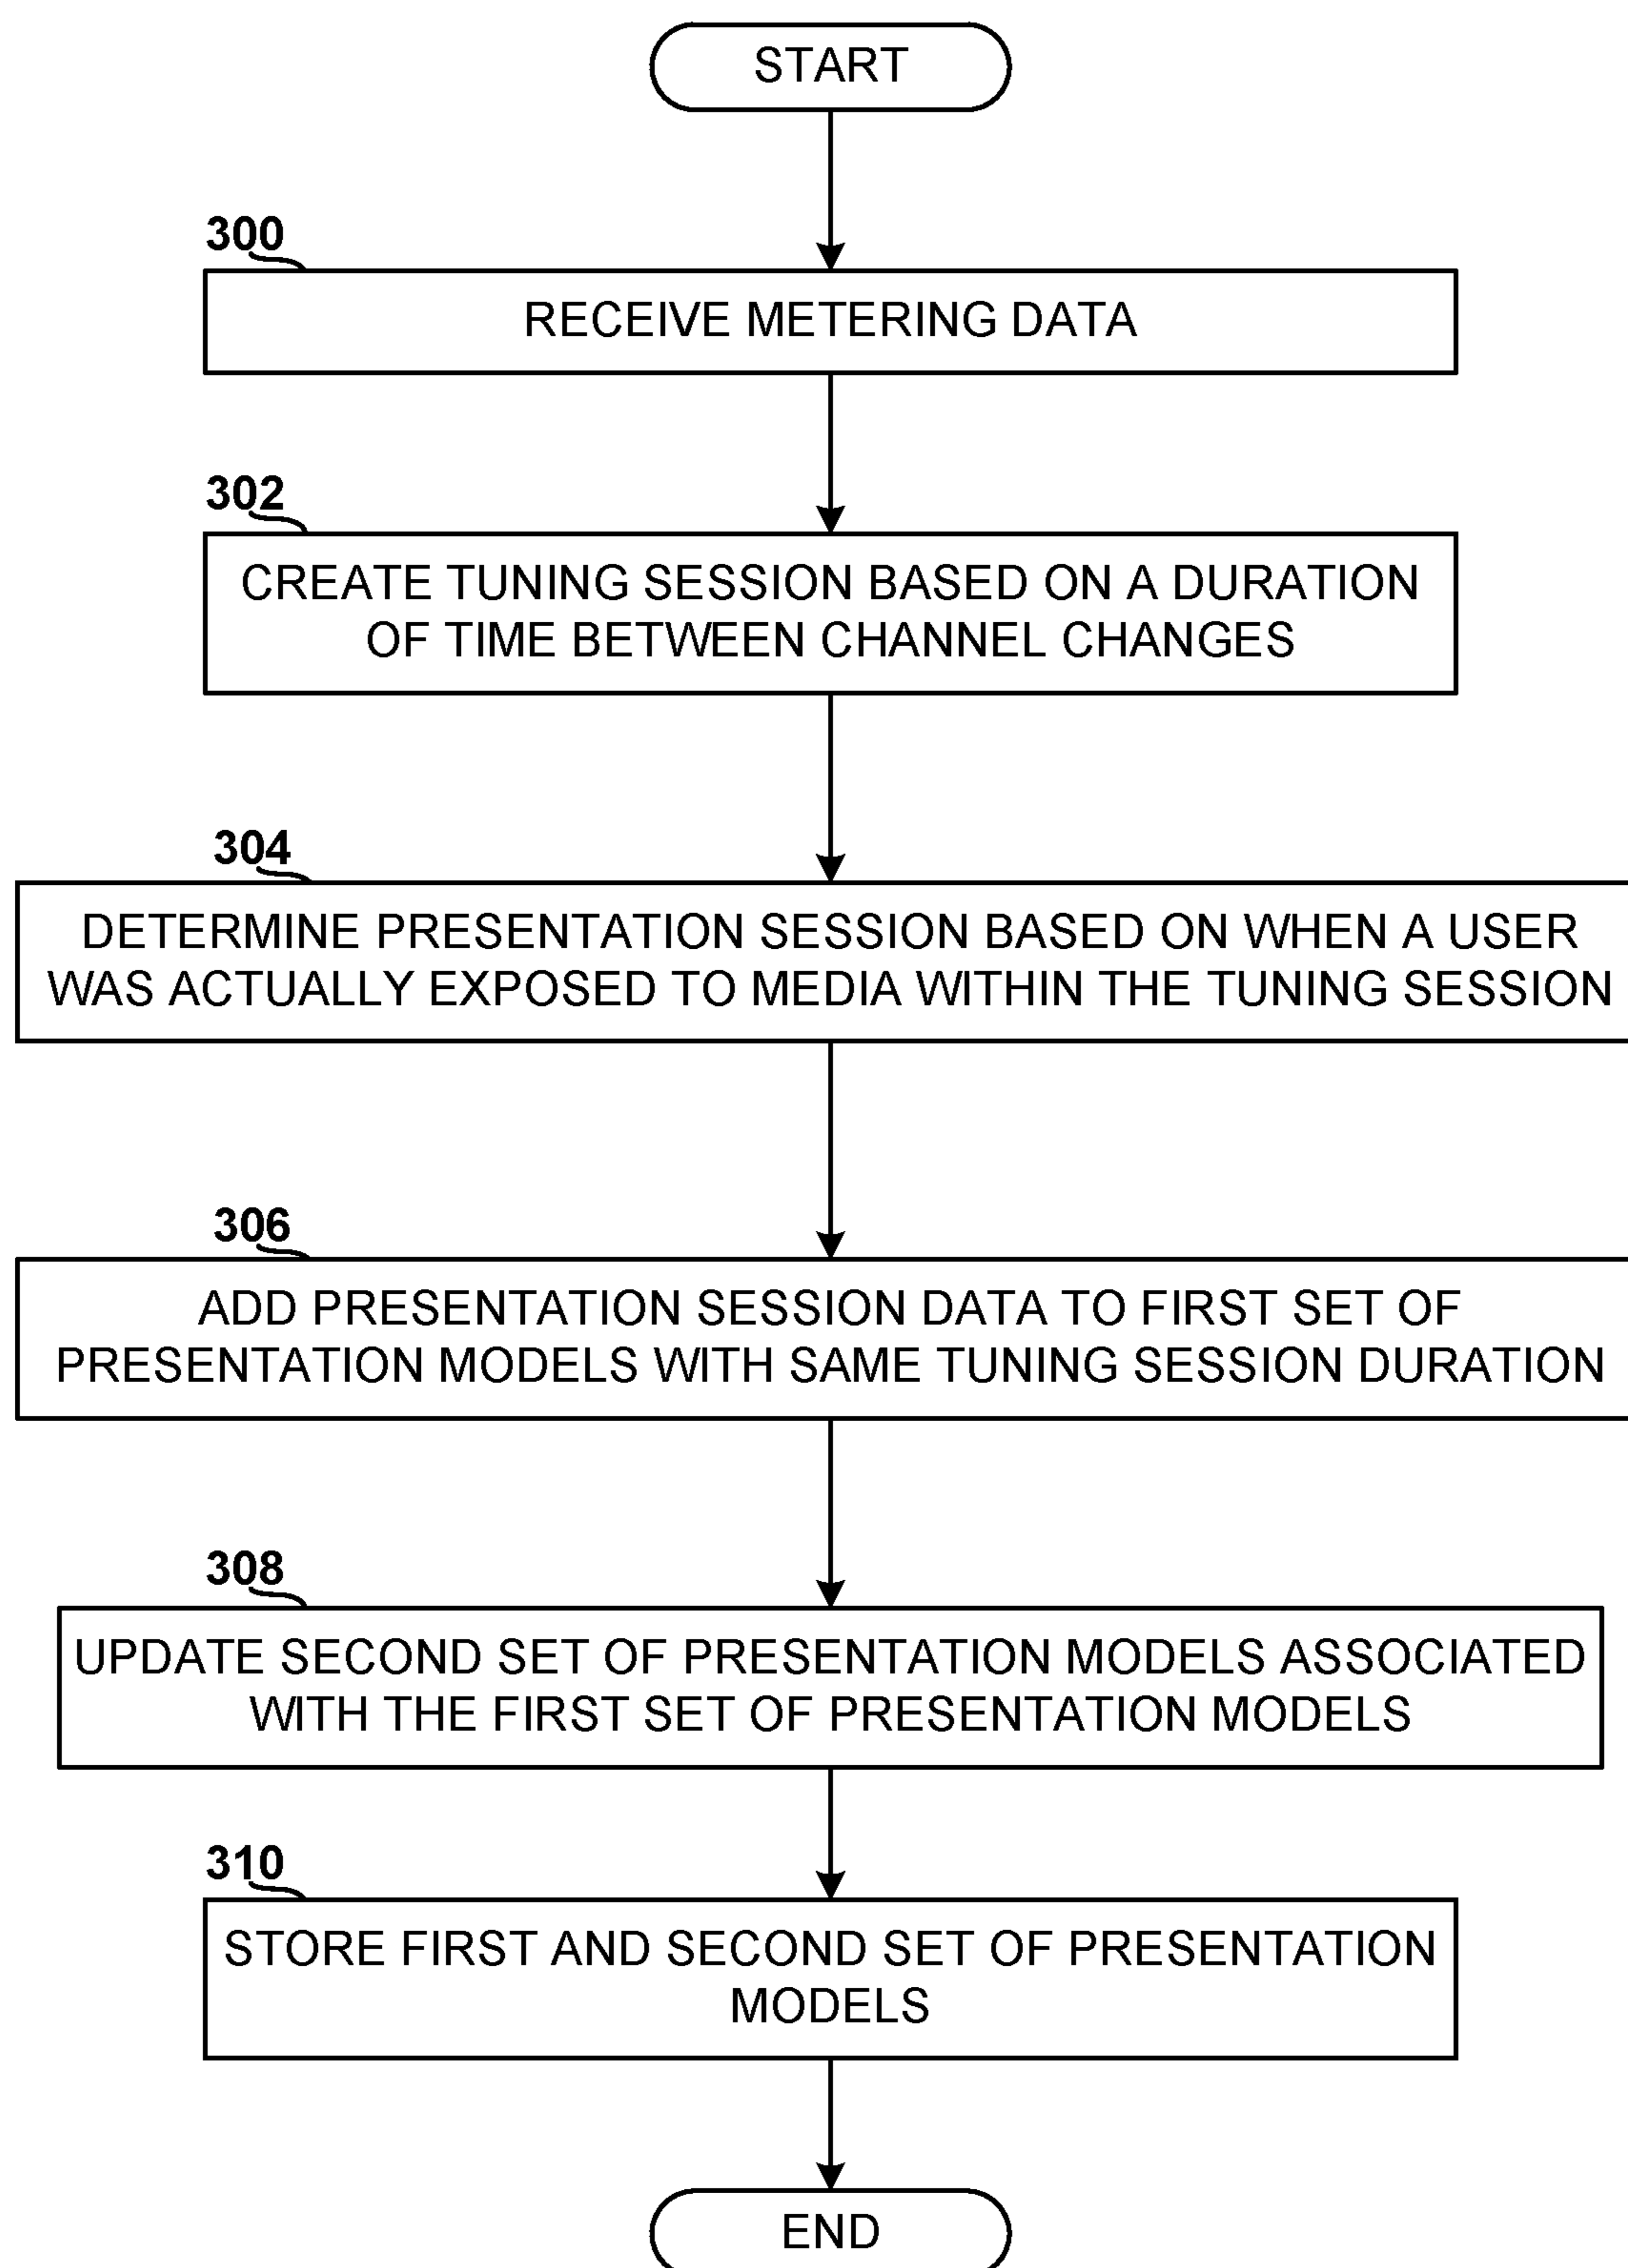 START
300
RECEIVE METERING DATA
302
CREATE TUNING SESSION BASED ON A DURATION
OF TIME BETWEEN CHANNEL CHANGES
304
DETERMINE PRESENTATION SESSION BASED ON WHEN A USER
WAS ACTUALLY EXPOSED TO MEDIA WITHIN THE TUNING SESSION
306
ADD PRESENTATION SESSION DATA TO FIRST SET OF
PRESENTATION MODELS WITH SAME TUNING SESSION DURATION
308
UPDATE SECOND SET OF PRESENTATION MODELS ASSOCIATED
WITH THE FIRST SET OF PRESENTATION MODELS
310
STORE FIRST AND SECOND SET OF PRESENTATION
MODELS
END